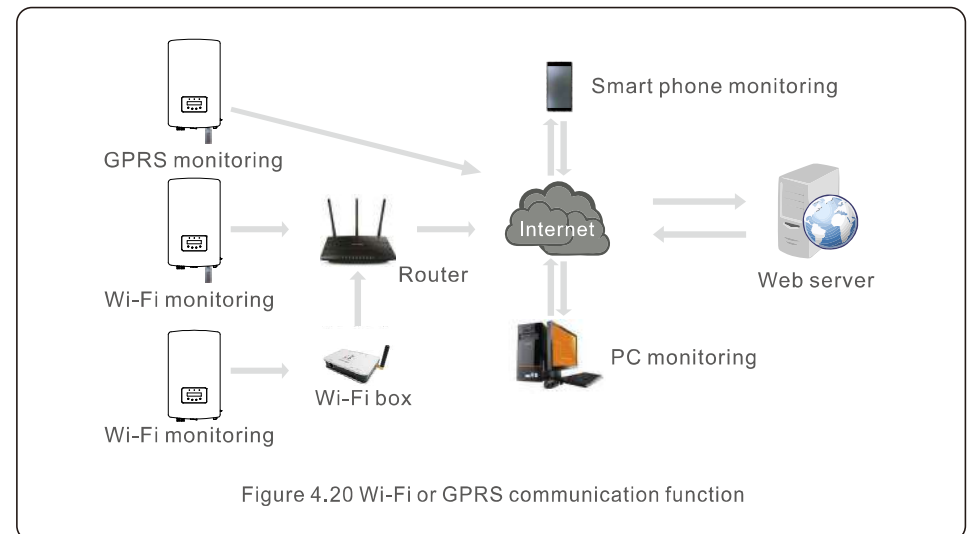 Smart phone monitoring
GPRS monitoring
Internet
Router
Web server
Wi-Fi monitoring
PC monitoring
Wi-Fi box
Wi-Fi monitoring
Figure 4.20 Wi-Fi or GPRS communication function